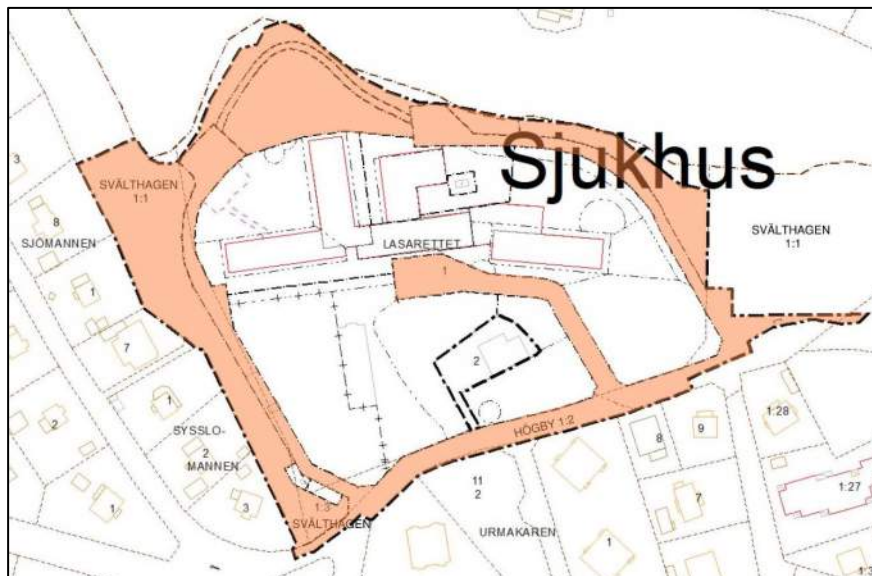 Sjukhus
SVÄLTHAGEN
1:1
SVÄLTHAGEN
1:1
3
8
SJÖMANNEN
LASARETTET
1
1
7
2
1
2
SYSSLO-
2
MANNEN
1:28
9
8
HÖGBY 1:2
11
2
1:27
7
1
3
1:3
SVÄLTHAGEN
URMAKAREN
1